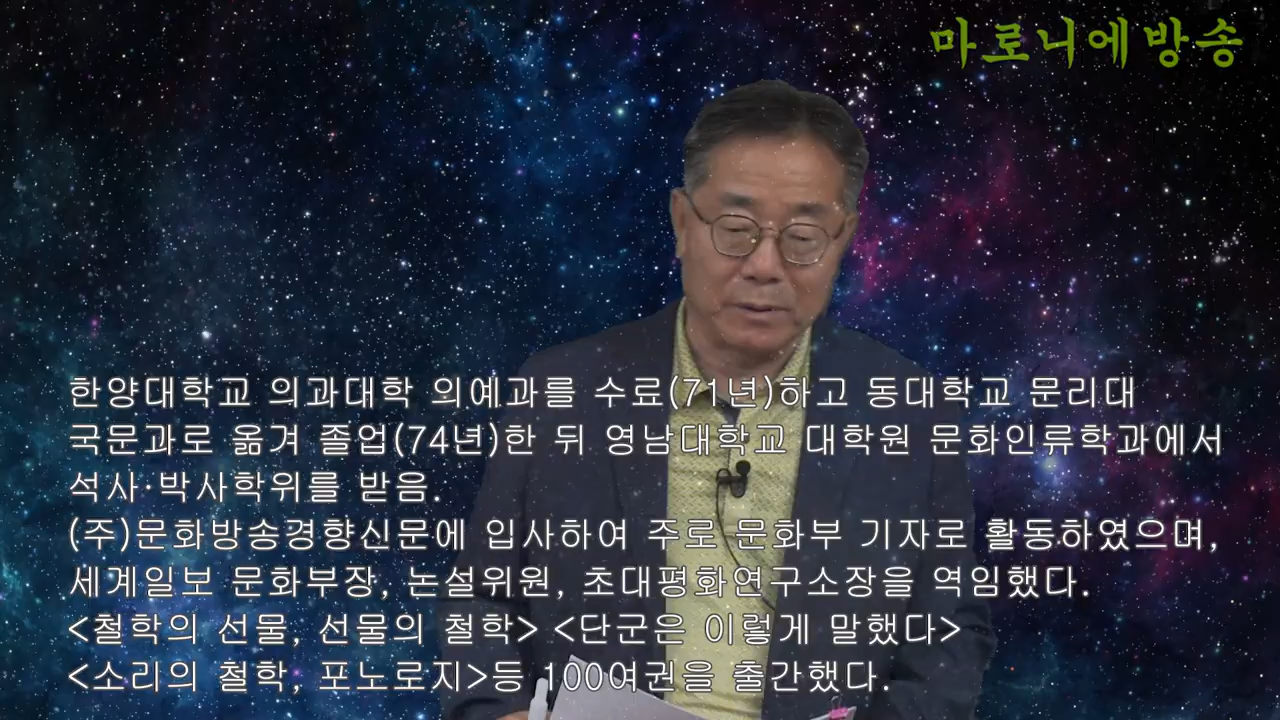 마로니에방송
한양대학교 의과대학 의예과를 수료(71년)하고 동대학교 문리대
국문과로 옮겨 졸업(74년)한 뒤 영남대학교 대학원 문화인류학과에서
석사·박사학위를 받음.
(주)문화방송경향신문에 입사하여 주로 문화부 기자로 활동하였으며,
세계일보 문화부장, 논설위원, 초대평화연구소장을 역임했다.
<철학의 선물, 선물의 철학> <단군은 이렇게 말했다>
<소리의 철학, 포노로지>등 100여권을 출간했다.